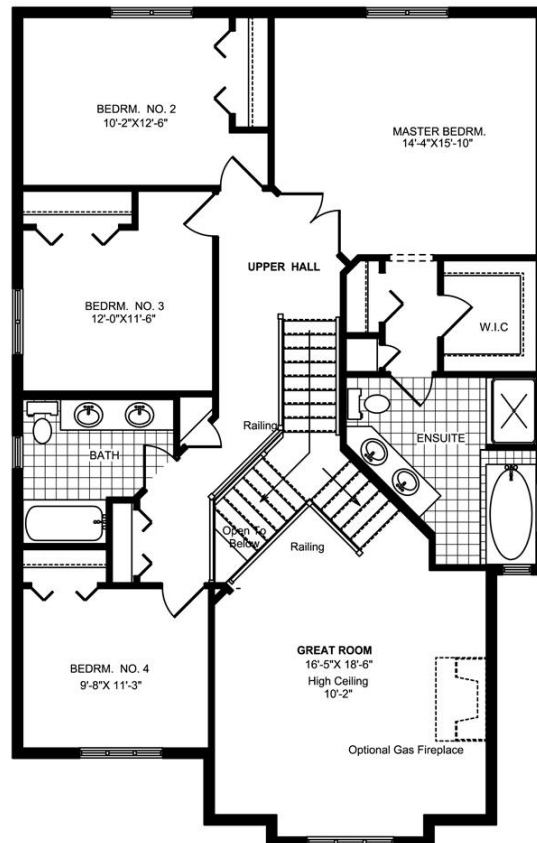 BEDRM. NO. 2
10'-2"X12'-6"
MASTER BEDRM.
14'-4"X15'-10"
UPPER HALL
BEDRM. NO. 3
12'-0"X11'-6"
W.I.C
Railing
ENSUITE
BATH
Open To
Below
Railing
GREAT ROOM
16'-5"X 18'-6"
High Ceiling
10'-2"
BEDRM. NO. 4
9'-8"X 11'-3"
Optional Gas Fireplace